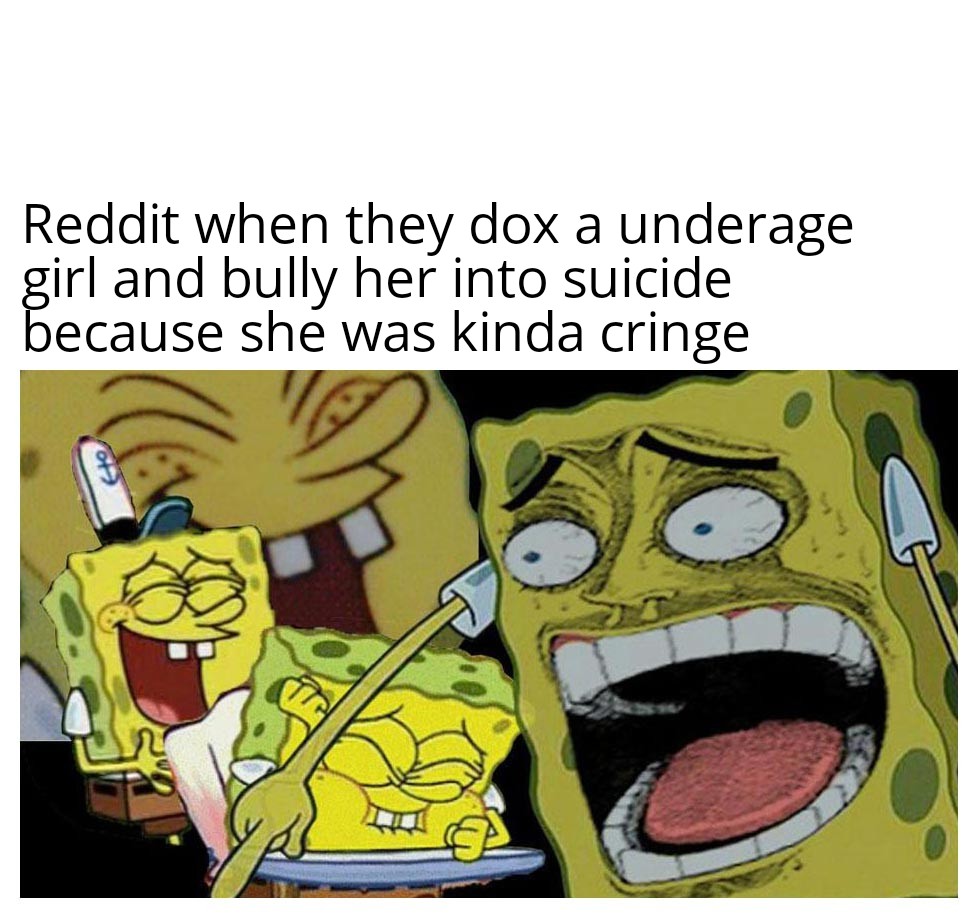 Reddit when they dox a underage
girl and bully her into suicide
because she was kinda cringe